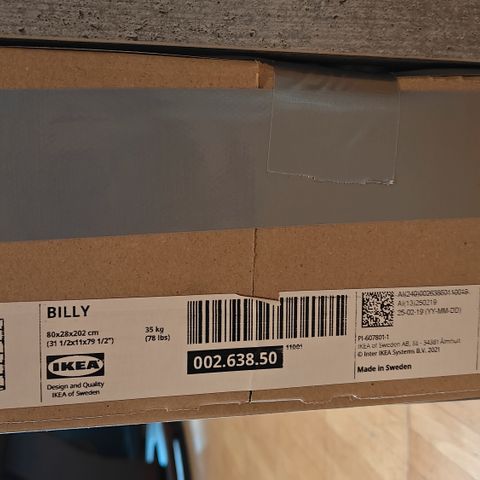 BILLY
80x28x202 cm
(31 1/2x11x79 1/2")
35 kg
(78 lbs)
IKEA
Design and Quality
IKEA of Sweden
11001
002.638.50
25-02-19 (YY-MM-DD)
PI-607801-1
IKEA of Sweden AB, SE - 34381 Älmhult
© Inter IKEA Systems B.V. 2021
Made in Sweden